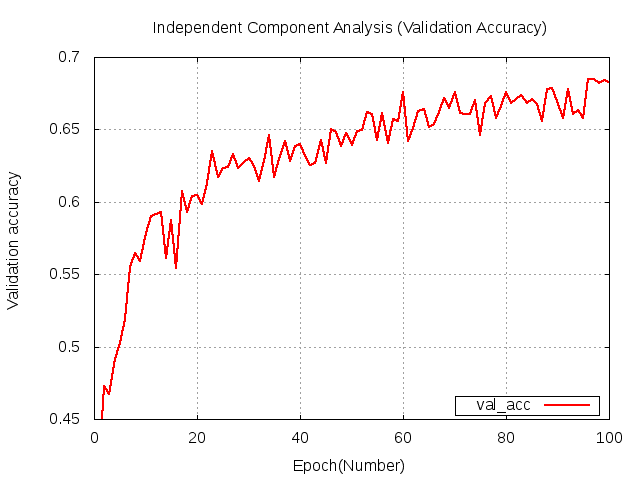 Independent Component Analysis (Validation Accuracy)
0.7
0.65
0.6
0.55
0.5
0.45
Validation accuracy
val_acc
0 20 40 60 80 100
Epoch(Number)